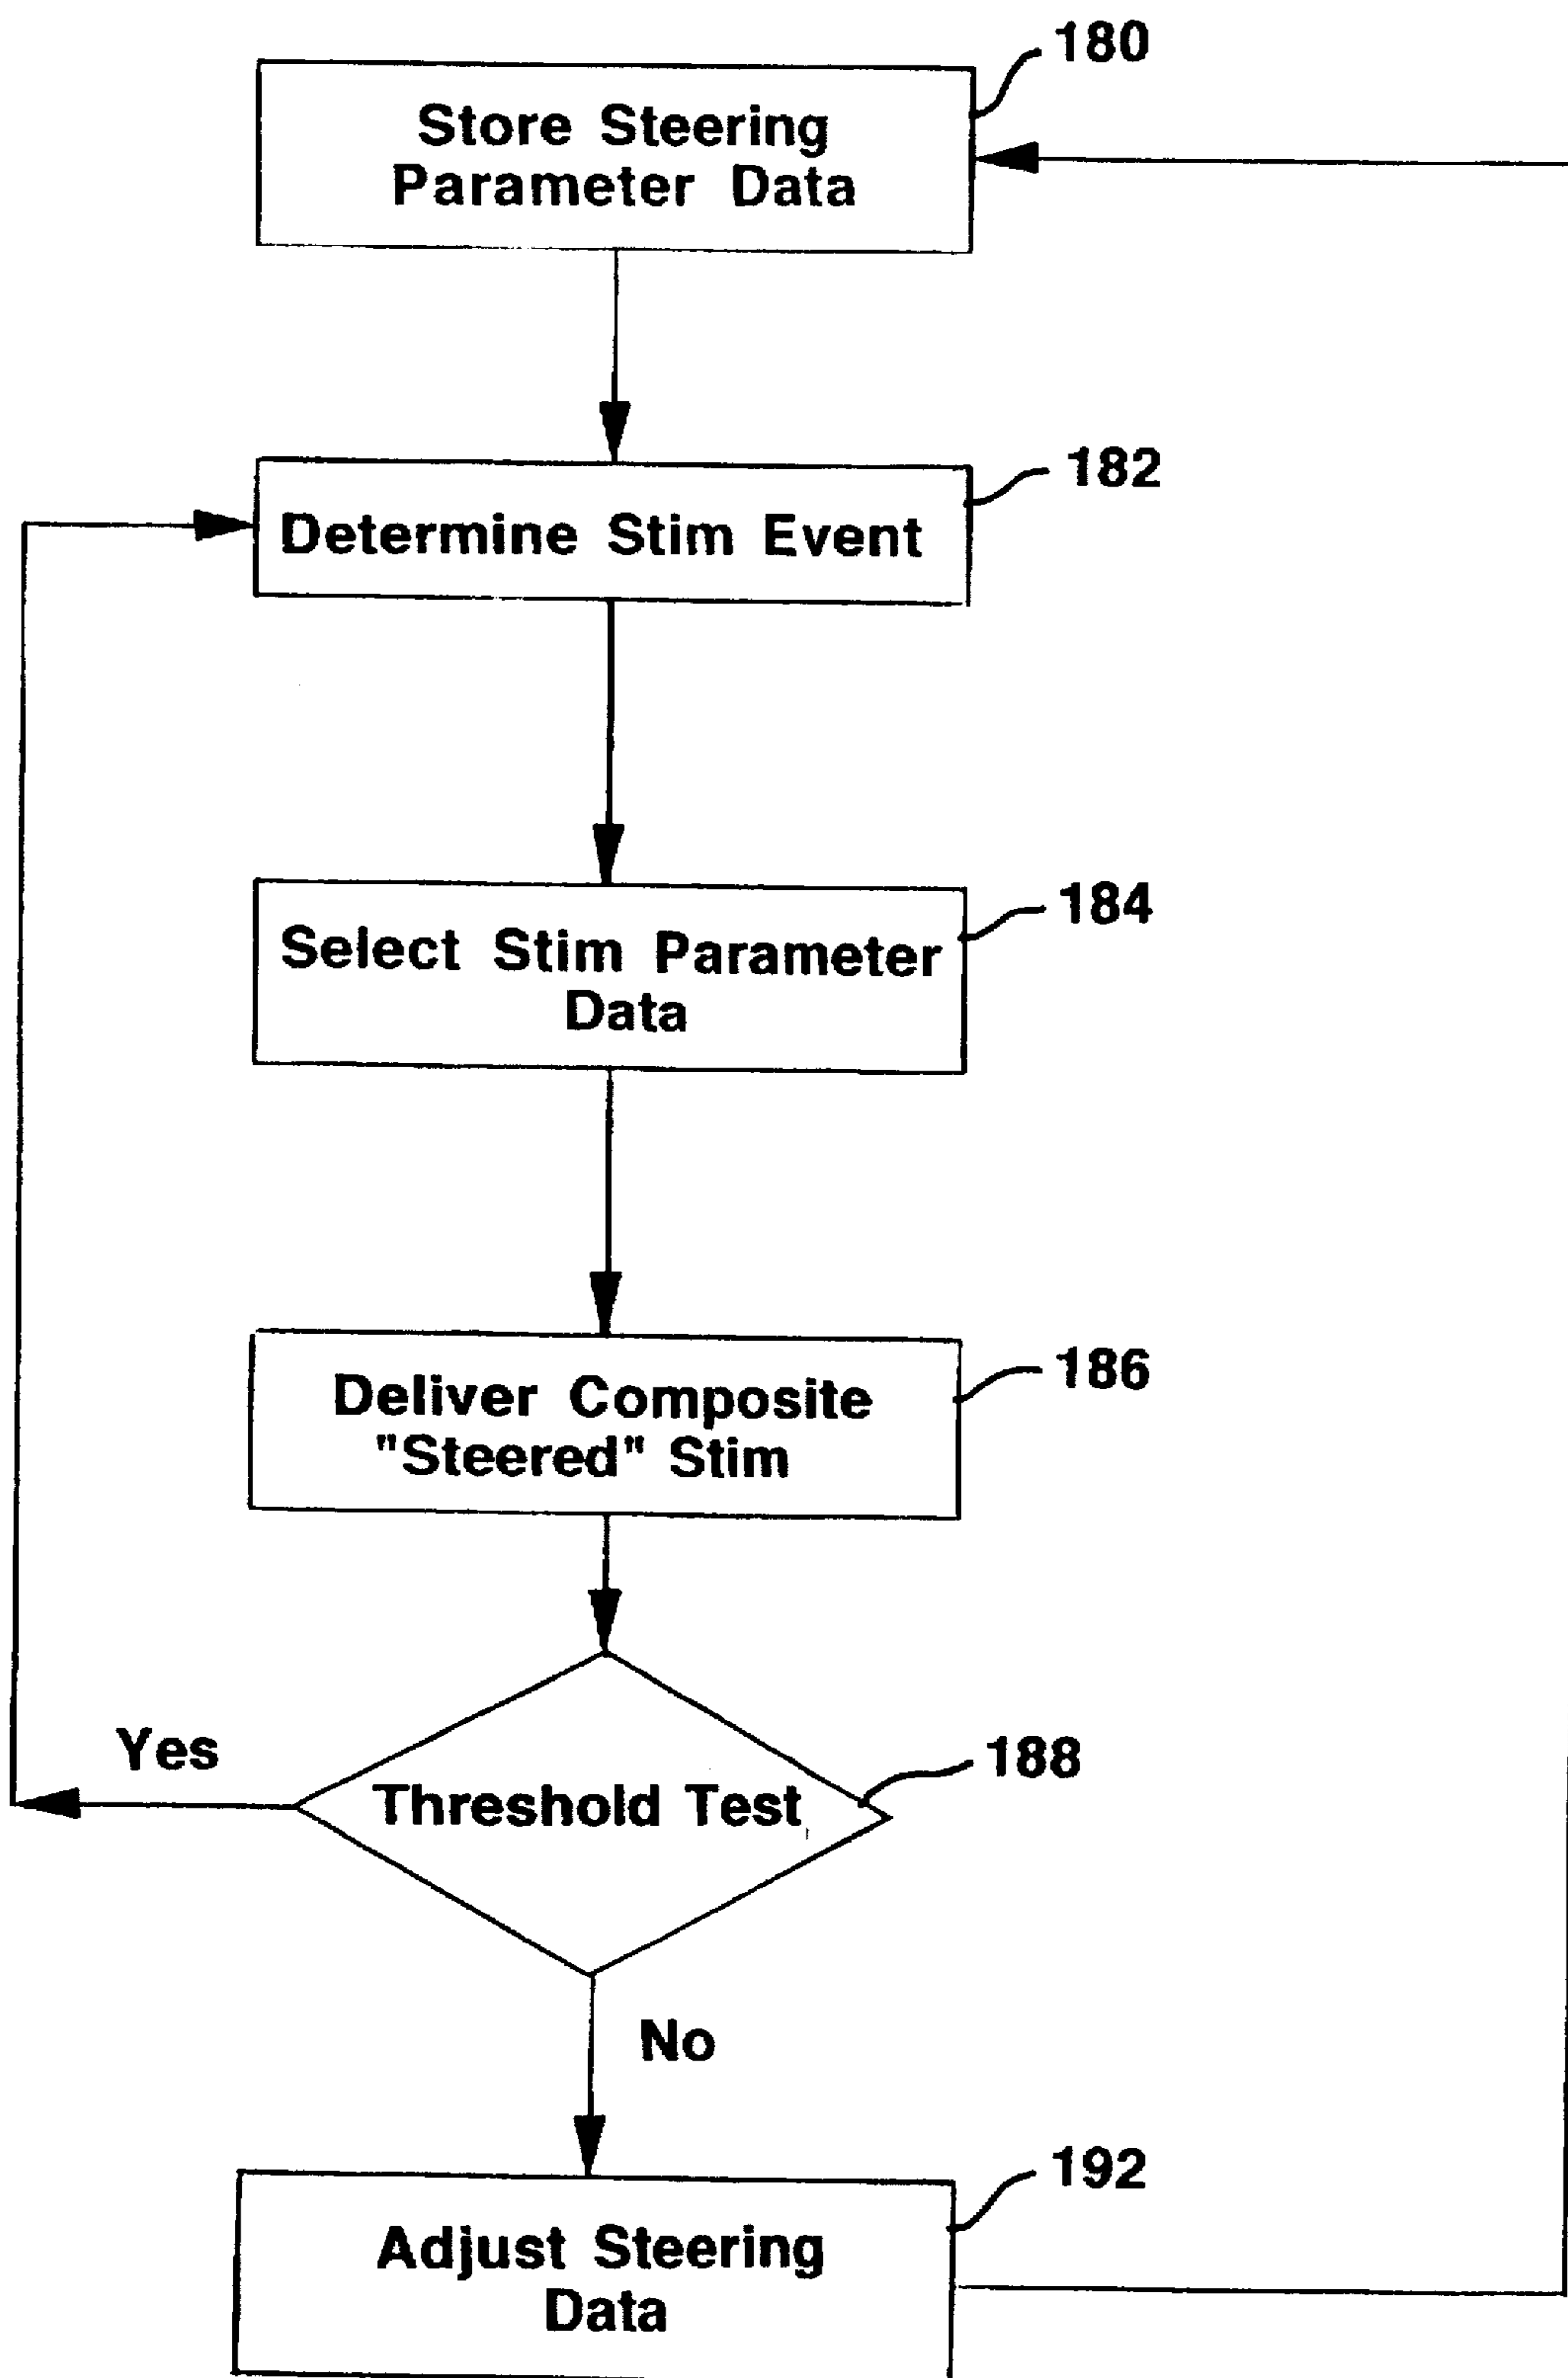 180
Store Steering
Parameter Data
182
Determine Stim Event
184
Select Stim Parameter
Data
186
Deliver Composite
"Steered" Stim
Yes
188
Threshold Test
No
192
Adjust Steering
Data